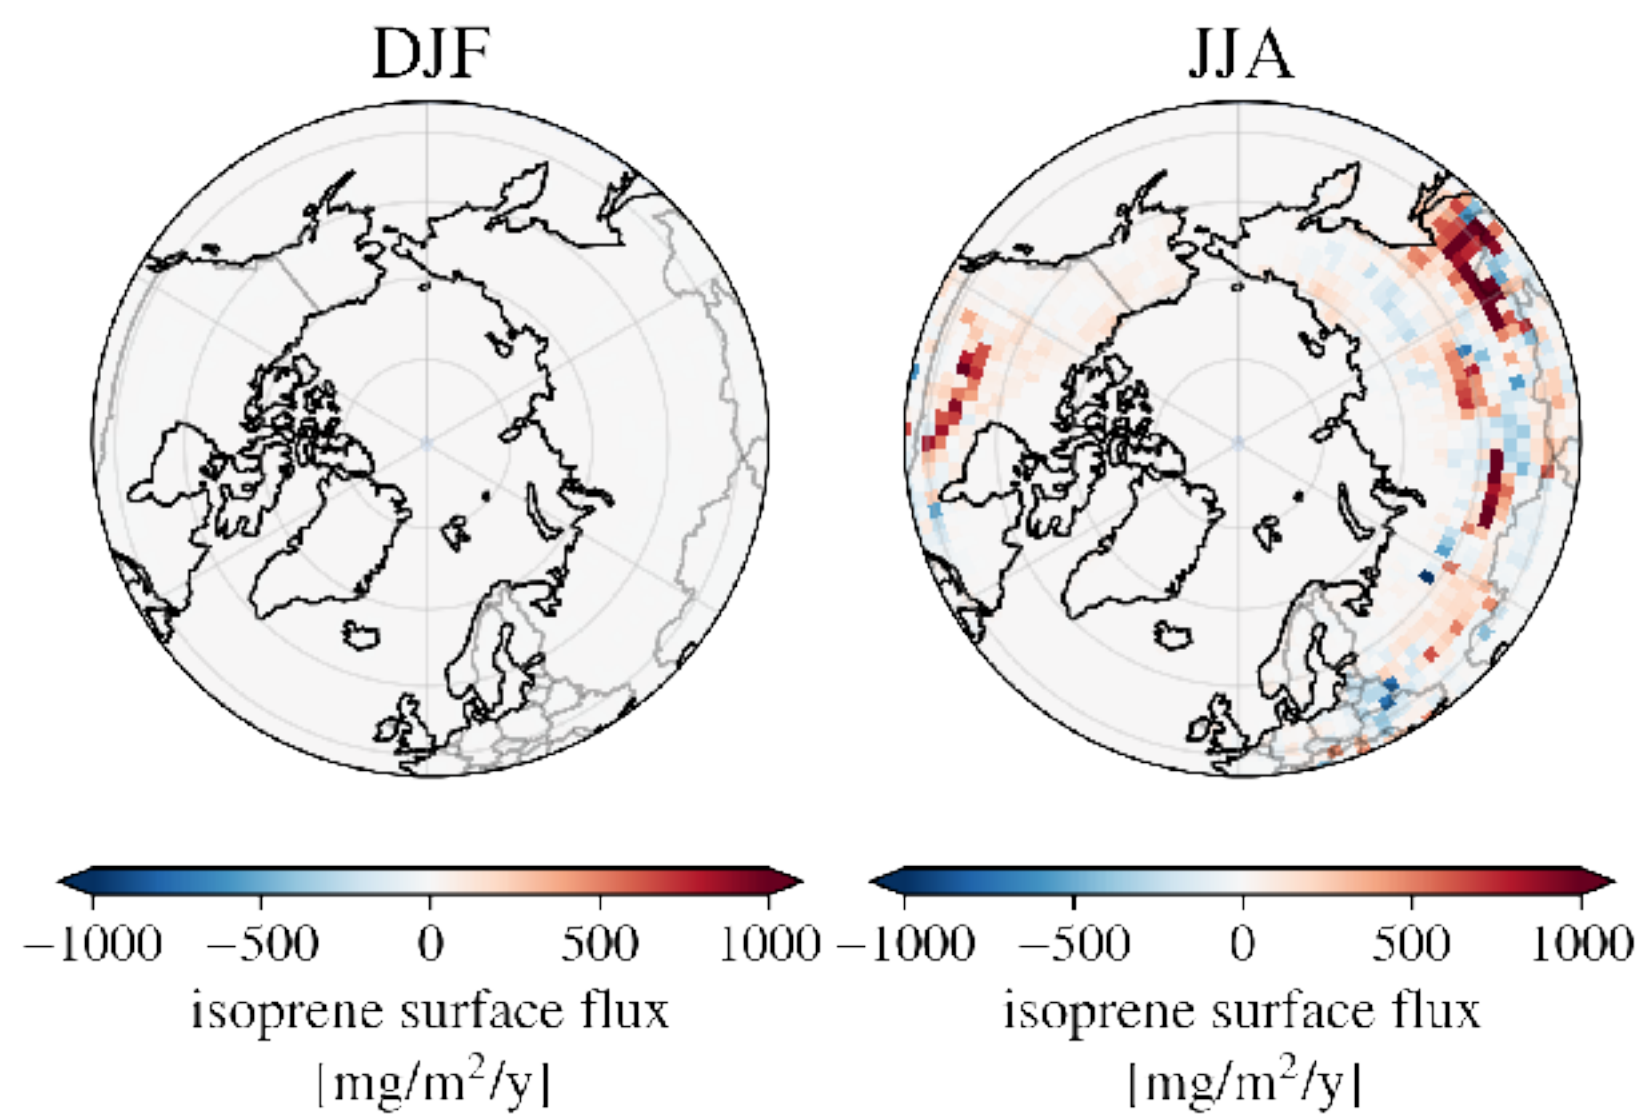 DJF
JJA
−1000 −500 0 500 1000
−1000 −500 0 500 1000
isoprene surface flux
[mg/m²/y]
isoprene surface flux
[mg/m²/y]